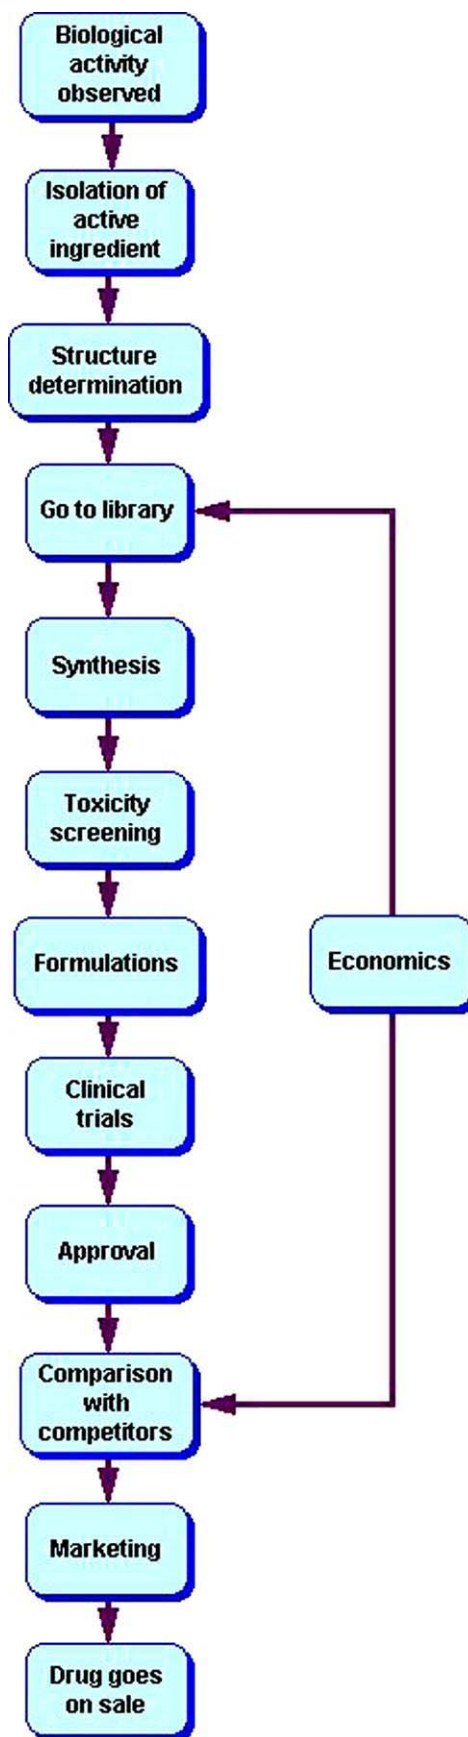 Biological
activity
observed
Isolation of
active
ingredient
Structure
determination
Go to library
Synthesis
Toxicity
screening
Formulations
Economics
Clinical
trials
Approval
Comparison
with
competitors
Marketing
Drug goes
on sale